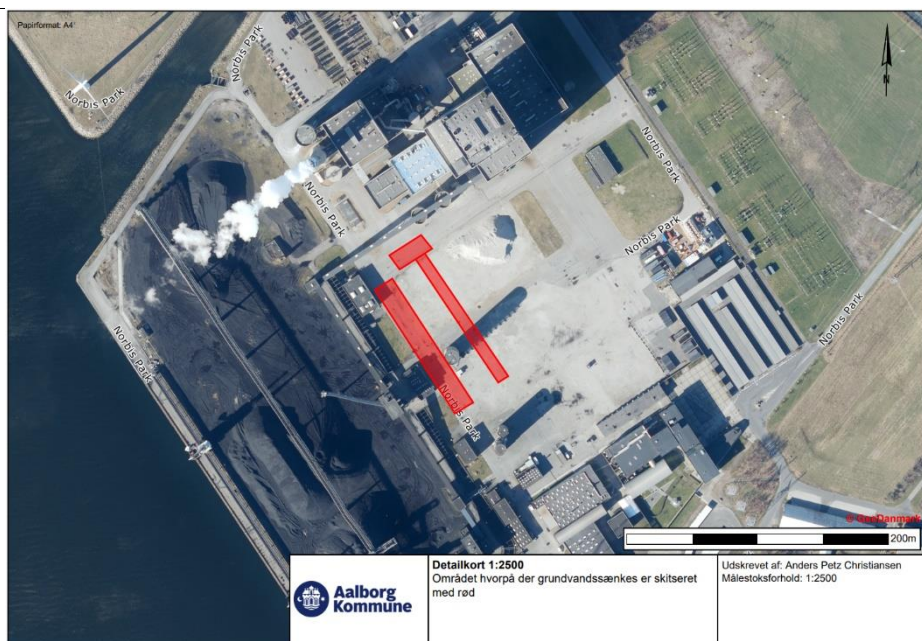 Papirformat: A4
Norbis Park
Norbis Park
Norbis Park
Norbis Park
Norbis Park
Norbis Park
Norbis Park
Norbis Park
N
© GeoDanmark
200m
Aalborg
Kommune
Detailkort 1:2500
Området hvorpå der grundvandssænkes er skitseret
med rød
Udskrevet af: Anders Petz Christiansen
Målestoksforhold: 1:2500